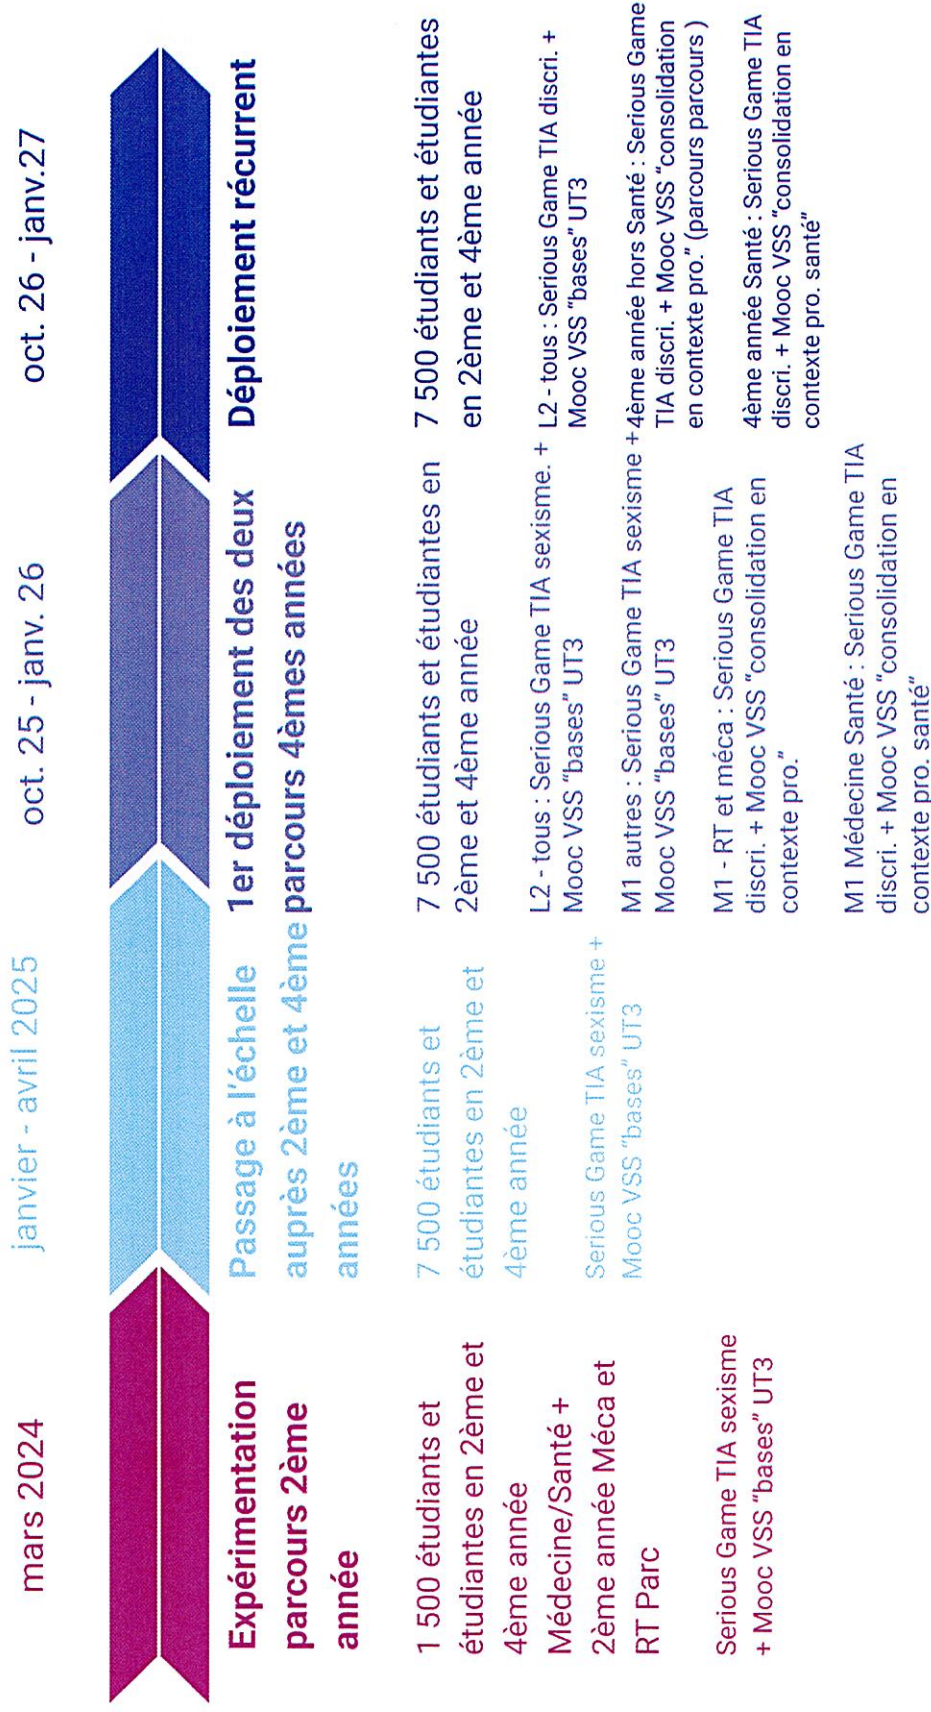 mars 2024
Expérimentation
parcours 2ème
année
1 500 étudiants et
étudiantes en 2ème et
4ème année
Médecine/Santé +
2ème année Méca et
RT Parc
Serious Game TIA sexisme
+ Mooc VSS "bases" UT3
janvier - avril 2025
Passage à l'échelle
auprès 2ème et 4ème
années
7 500 étudiants et
étudiantes en 2ème et
4ème année
Serious Game TIA sexisme +
Mooc VSS "bases" UT3
oct. 25 - janv. 26
1er déploiement des deux
parcours 4èmes années
7 500 étudiants et étudiantes en
2ème et 4ème année
L2 - tous : Serious Game TIA sexisme. +
Mooc VSS "bases" UT3
M1 autres : Serious Game TIA sexisme +
Mooc VSS "bases" UT3
M1 - RT et méca : Serious Game TIA
discri. + Mooc VSS "consolidation en
contexte pro."
M1 Médecine Santé : Serious Game TIA
discri. + Mooc VSS "consolidation en
contexte pro. santé"
oct. 26 - janv.27
Déploiement récurrent
7 500 étudiants et étudiantes
en 2ème et 4ème année
L2 - tous : Serious Game TIA discri. +
Mooc VSS "bases" UT3
4ème année hors Santé : Serious Game
TIA discri. + Mooc VSS "consolidation
en contexte pro." (parcours parcours )
4ème année Santé : Serious Game TIA
discri. + Mooc VSS "consolidation en
contexte pro. santé"